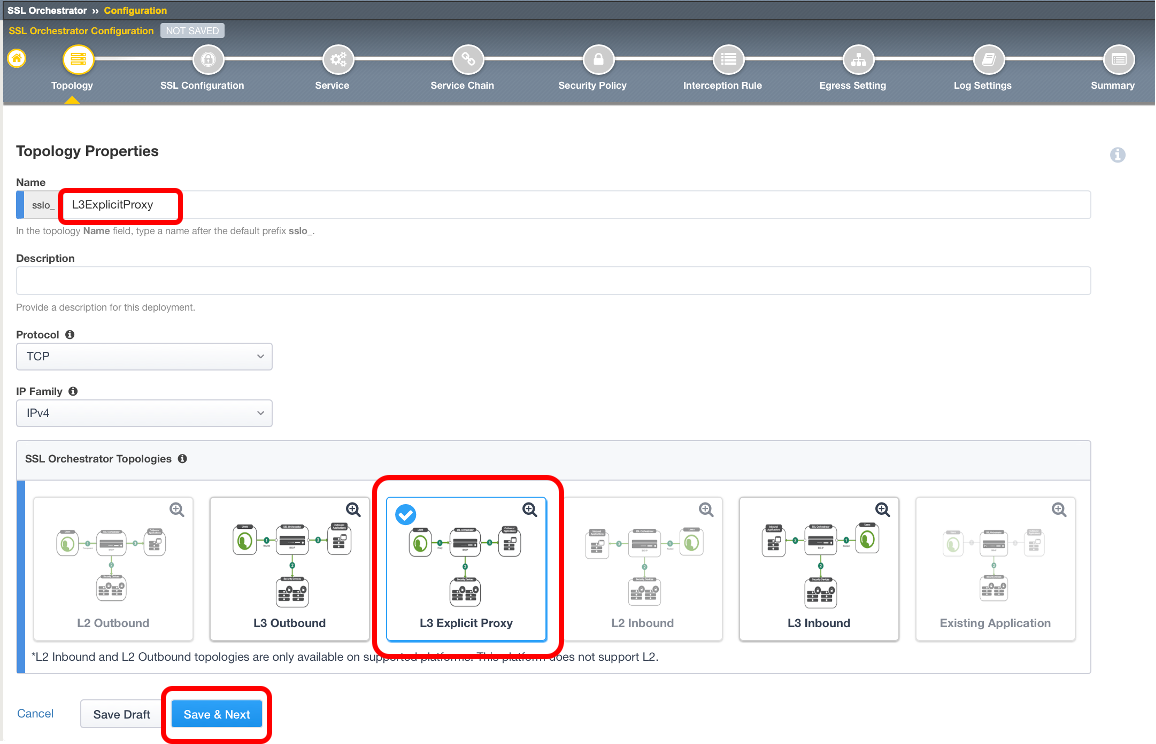 SSL Orchestrator » Configuration
SSL Orchestrator Configuration NOT SAVED
Topology SSL Configuration Service Service Chain Security Policy Interception Rule Egress Setting Log Settings Summary
Topology Properties
Name
sslo_ L3ExplicitProxy
In the topology Name field, type a name after the default prefix sslo_.
Description
Provide a description for this deployment.
Protocol
TCP
IP Family
IPv4
SSL Orchestrator Topologies
L2 Outbound L3 Outbound L3 Explicit Proxy L2 Inbound L3 Inbound Existing Application
*L2 Inbound and L2 Outbound topologies are only available on supported platforms. This platform does not support L2.
Cancel Save Draft Save & Next